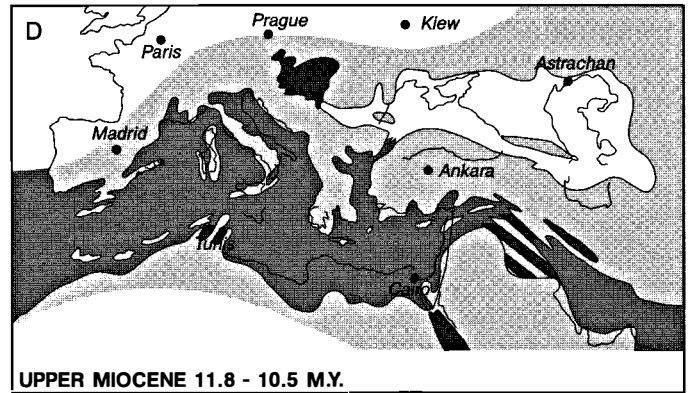 D
Prague
Kiew
Paris
Astrachan
Madrid
Ankara
Tunis
Cairo
UPPER MIOCENE 11.8 - 10.5 M.Y.